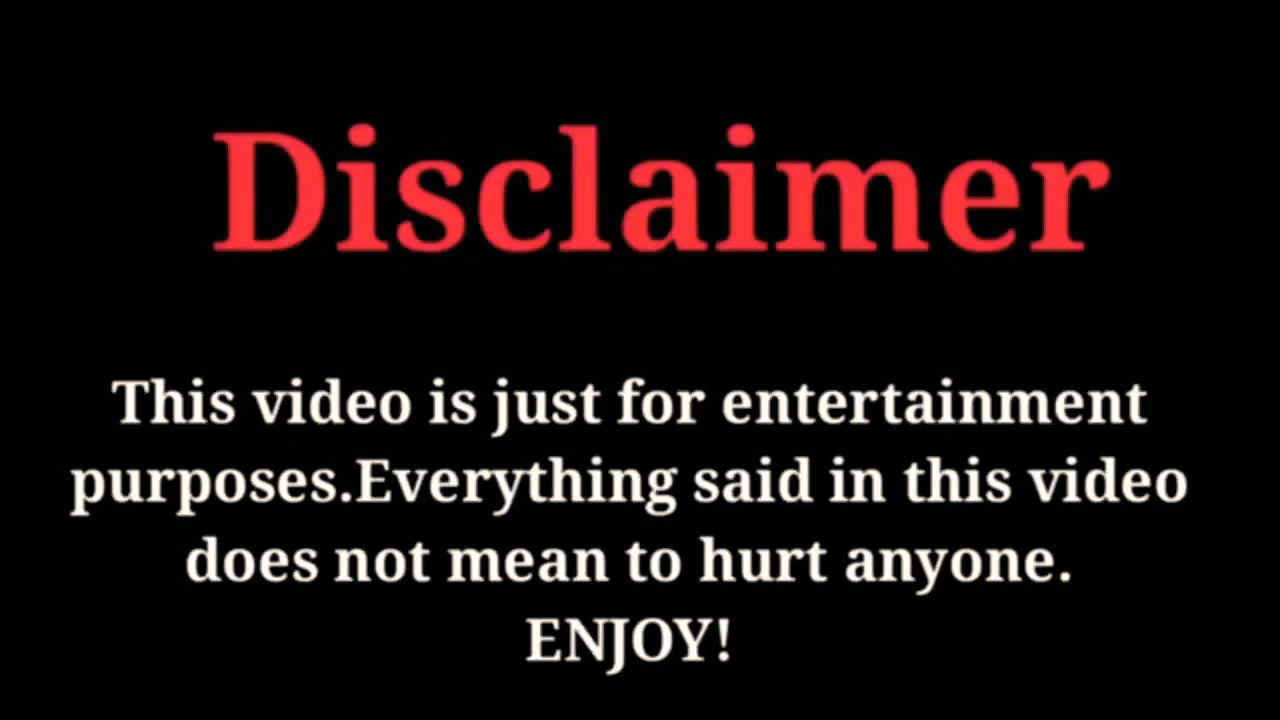 Disclaimer
This video is just for entertainment
purposes.Everything said in this video
does not mean to hurt anyone.
ENJOY!